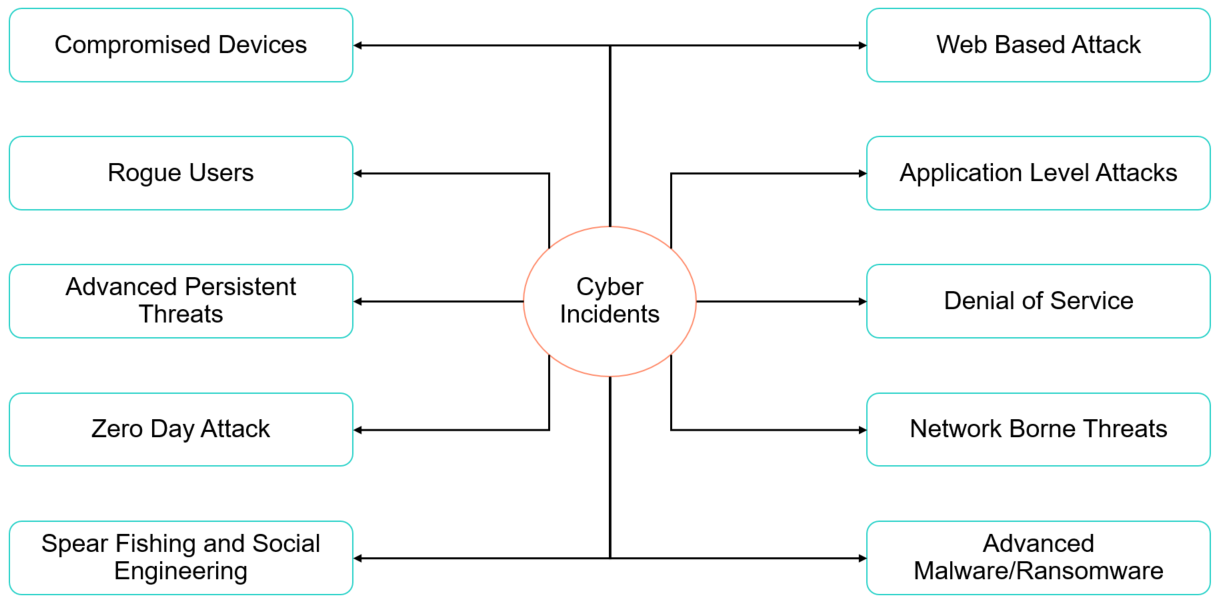 Compromised Devices
Web Based Attack
Rogue Users
Application Level Attacks
Advanced Persistent
Threats
Cyber
Incidents
Denial of Service
Zero Day Attack
Network Borne Threats
Spear Fishing and Social
Engineering
Advanced
Malware/Ransomware